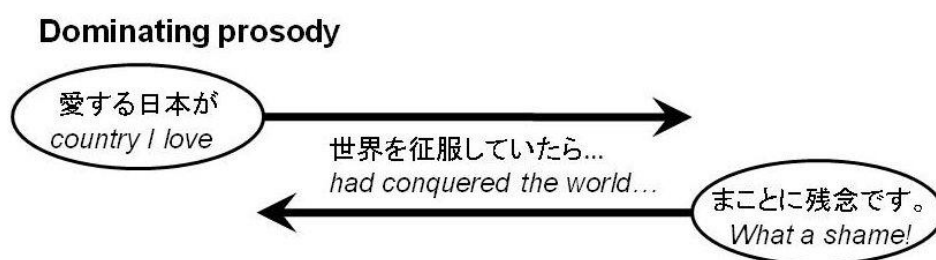 Dominating prosody
愛する日本が
country I love
世界を征服していたら...
had conquered the world...
まことに残念です。
What a shame!